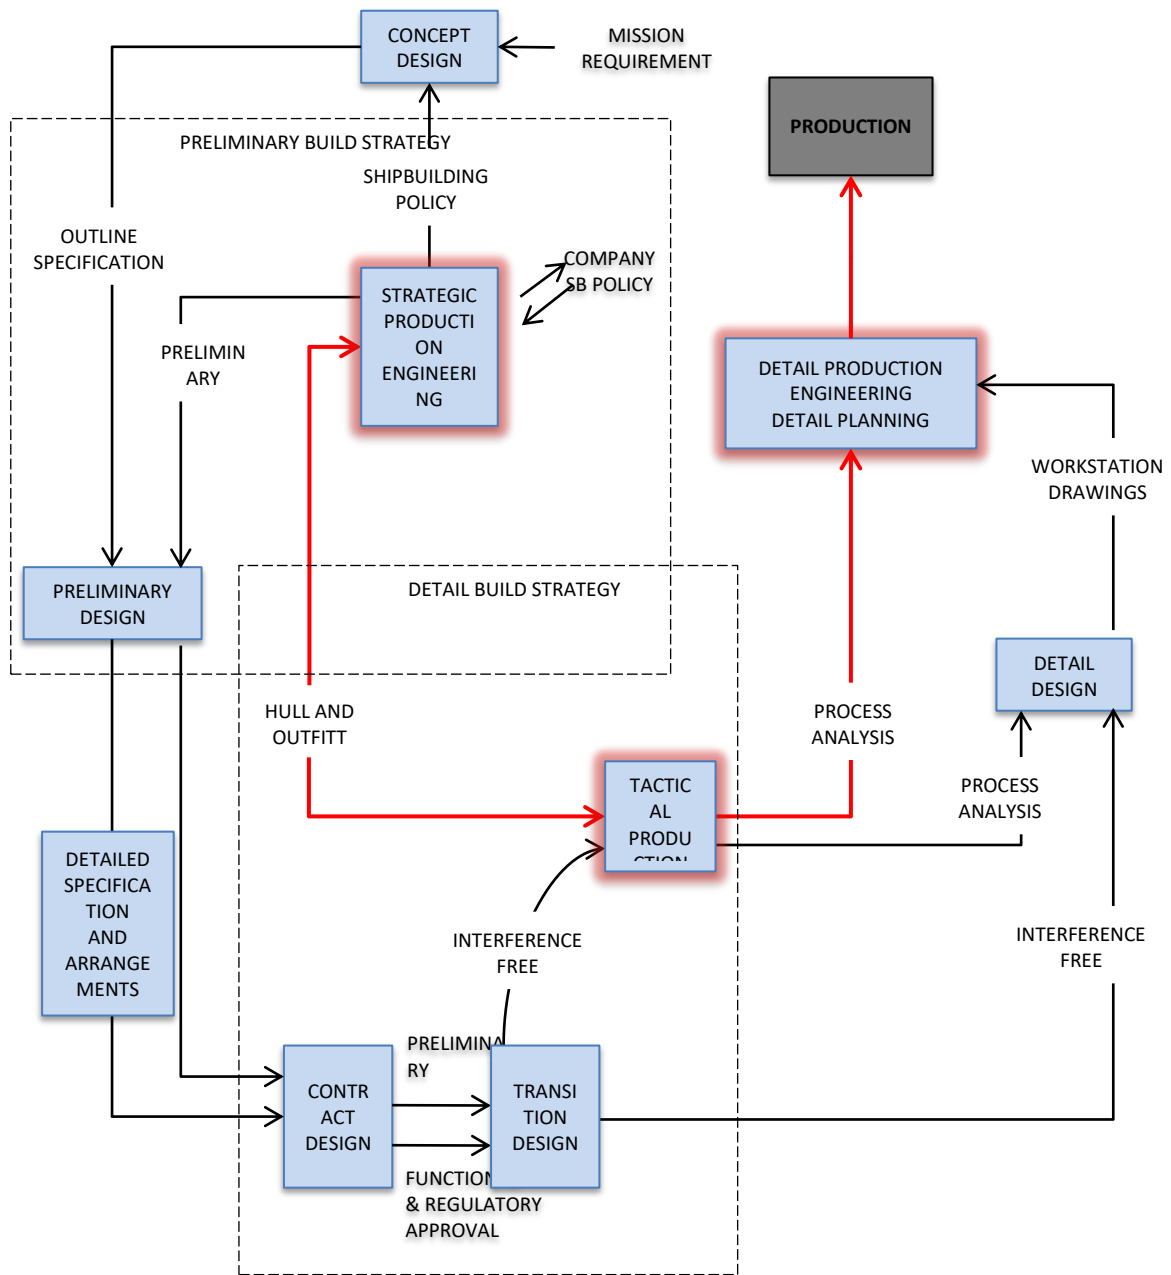 CONCEPT
DESIGN
MISSION
REQUIREMENT
PRODUCTION
PRELIMINARY BUILD STRATEGY
SHIPBUILDING
POLICY
OUTLINE
SPECIFICATION
COMPANY
SB POLICY
STRATEGIC
PRODUCTI
ON
ENGINEERI
NG
PRELIMIN
ARY
DETAIL PRODUCTION
ENGINEERING
DETAIL PLANNING
WORKSTATION
DRAWINGS
PRELIMINARY
DESIGN
DETAIL BUILD STRATEGY
DETAIL
DESIGN
HULL AND
OUTFITT
PROCESS
ANALYSIS
TACTIC
AL
PRODU
CTION
PROCESS
ANALYSIS
DETAILED
SPECIFICA
TION
AND
ARRANGE
MENTS
INTERFERENCE
FREE
INTERFERENCE
FREE
PRELIMINA
RY
CONTR
ACT
DESIGN
TRANSI
TION
DESIGN
FUNCTION
& REGULATORY
APPROVAL